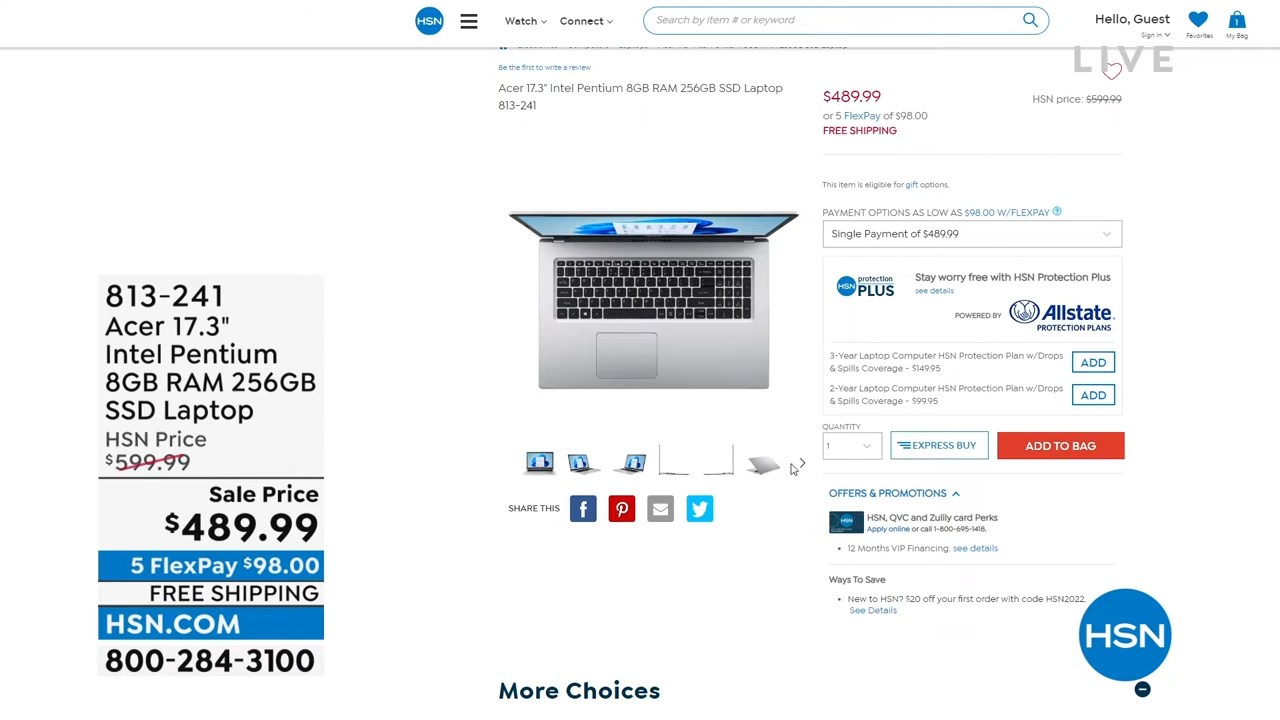 HSN
Watch
Connect
Search by item # or keyword
Hello, Guest
Sign in
Favorites
1
My Bag
LIVE
Be the first to write a review
Acer 17.3" Intel Pentium 8GB RAM 256GB SSD Laptop
813-241
$489.99
HSN price: $599.99
or 5 FlexPay of $98.00
FREE SHIPPING
This item is eligible for gift options.
PAYMENT OPTIONS AS LOW AS $98.00 W/FLEXPAY ?
Single Payment of $489.99
HSN protection PLUS
Stay worry free with HSN Protection Plus
see details
POWERED BY
Allstate.
PROTECTION PLANS
3-Year Laptop Computer HSN Protection Plan w/Drops
& Spills Coverage - $149.95
ADD
2-Year Laptop Computer HSN Protection Plan w/Drops
& Spills Coverage - $99.95
ADD
QUANTITY
1
EXPRESS BUY
ADD TO BAG
SHARE THIS
OFFERS & PROMOTIONS
HSN, QVC and Zulily card Perks
Apply online or call 1-800-695-1418.
• 12 Months VIP Financing. see details
Ways To Save
• New to HSN? $20 off your first order with code HSN2022.
See Details
More Choices
813-241
Acer 17.3"
Intel Pentium
8GB RAM 256GB
SSD Laptop
HSN Price
$599.99
Sale Price
$489.99
5 FlexPay $98.00
FREE SHIPPING
HSN.COM
800-284-3100
HSN